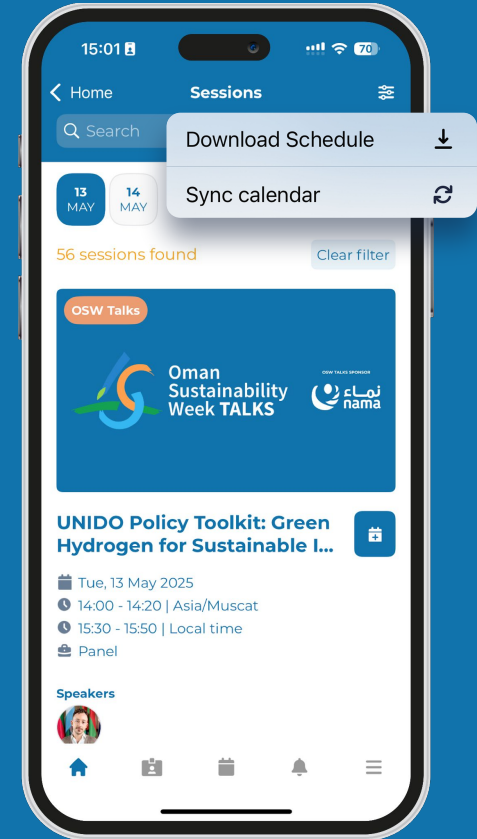 15:01
70
Home
Sessions
Search
Download Schedule
Sync calendar
13
MAY
14
MAY
56 sessions found
Clear filter
OSW Talks
Oman
Sustainability
Week TALKS
OSW TALKS SPONSOR
نماء
nama
UNIDO Policy Toolkit: Green
Hydrogen for Sustainable I...
Tue, 13 May 2025
14:00 - 14:20 | Asia/Muscat
15:30 - 15:50 | Local time
Panel
Speakers